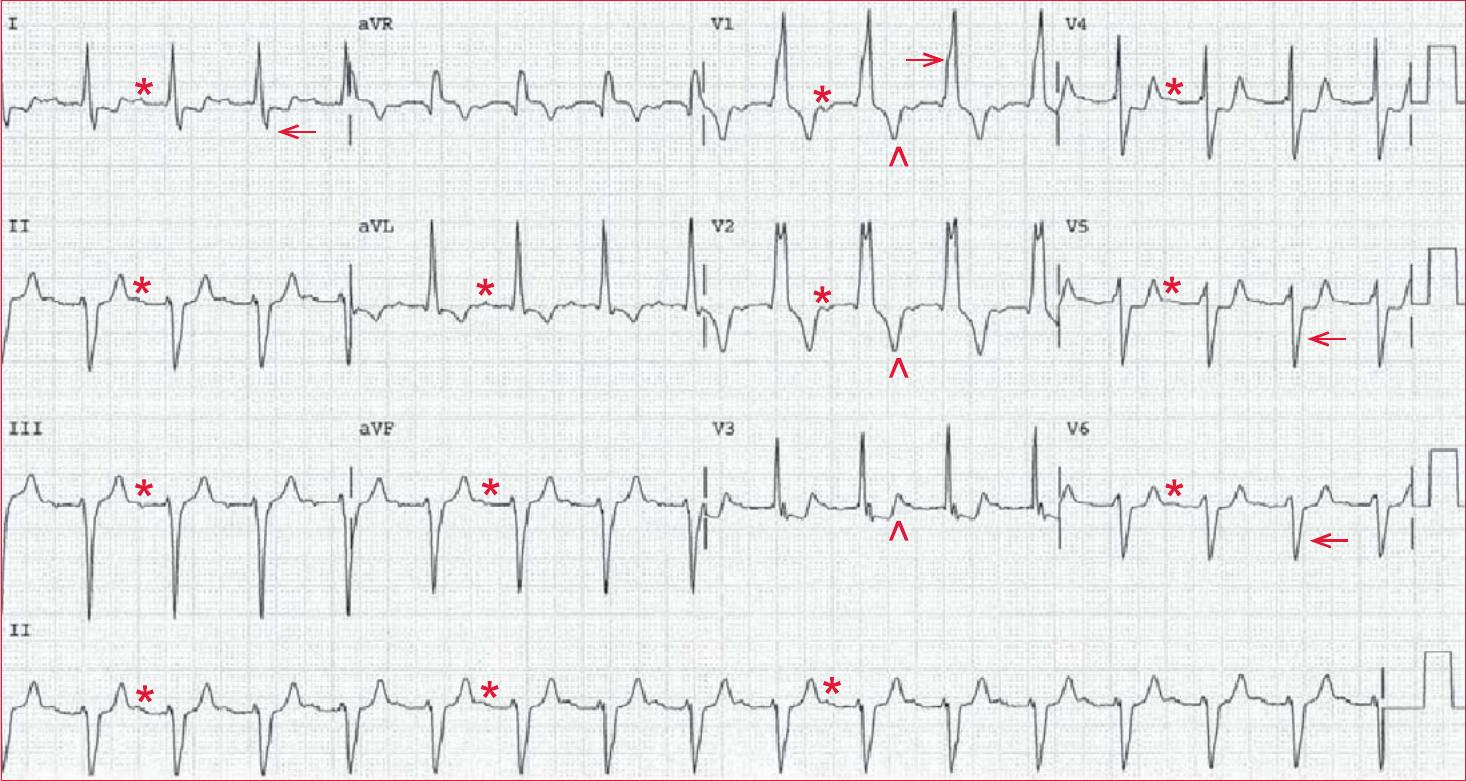 I aVR V1 V4
* * *
II aVL V2 V5
* * * *
^
^
III aVF V3 V6
* * * *
^
II
* * *